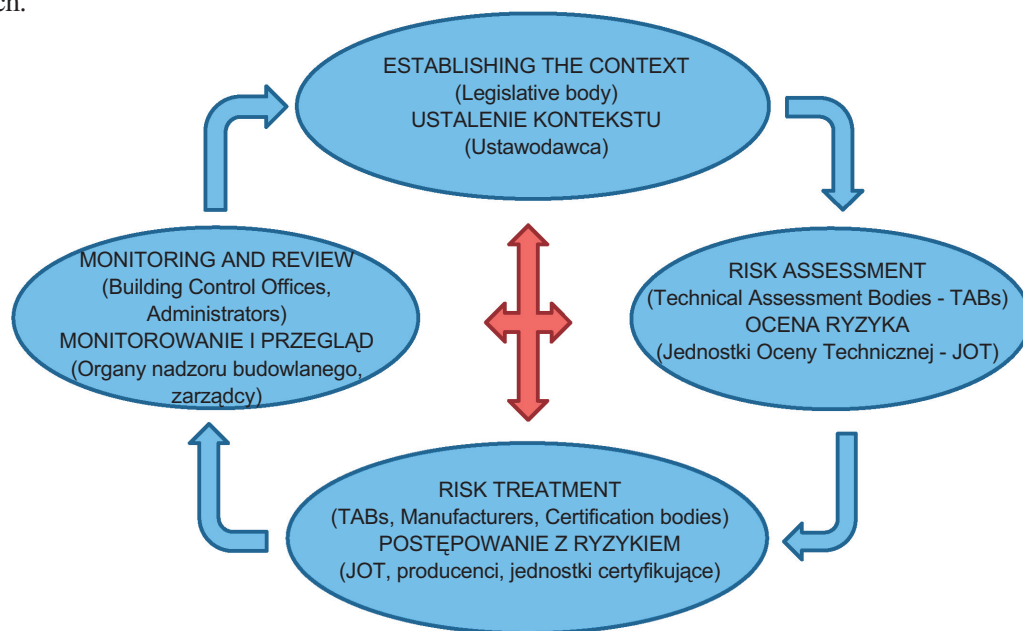 ch.
ESTABLISHING THE CONTEXT
(Legislative body)
USTALENIE KONTEKSTU
(Ustawodawca)
MONITORING AND REVIEW
(Building Control Offices,
Administrators)
MONITOROWANIE I PRZEGLĄD
(Organy nadzoru budowlanego,
zarządcy)
RISK ASSESSMENT
(Technical Assessment Bodies - TABs)
OCENA RYZYKA
(Jednostki Oceny Technicznej - JOT)
RISK TREATMENT
(TABs, Manufacturers, Certification bodies)
POSTĘPOWANIE Z RYZYKIEM
(JOT, producenci, jednostki certyfikujące)